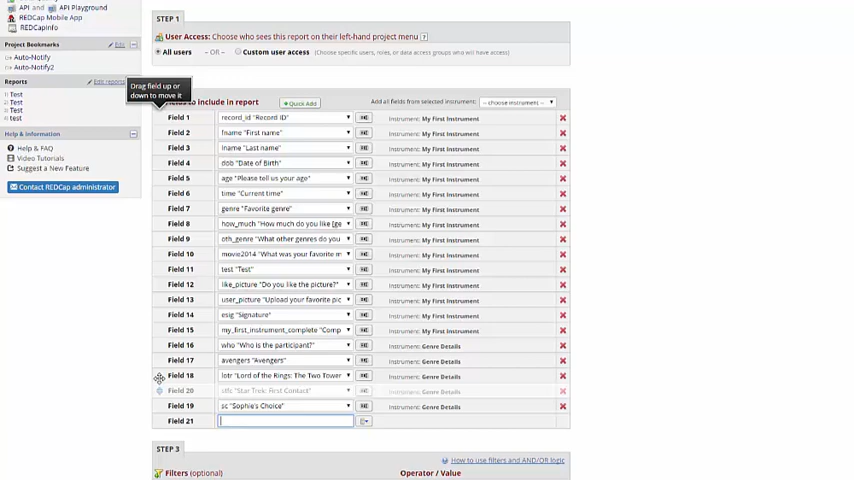 API and API Playground
REDCap Mobile App
REDCapInfo
Project Bookmarks Edit
Auto-Notify
Auto-Notify2
Reports Edit reports
1 Test
2 Test
3 Test
4 test
Help & Information
Help & FAQ
Video Tutorials
Suggest a New Feature
Contact REDCap administrator
STEP 1
User Access: Choose who sees this report on their left-hand project menu ?
All users – OR – Custom user access (Choose specific users, roles, or data access groups who will have access)
Drag field up or
down to move it
Fields to include in report Quick Add Add all fields from selected instrument: -- choose instrument --
Field 1 record_id "Record ID" Instrument: My First Instrument
Field 2 fname "First name" Instrument: My First Instrument
Field 3 lname "Last name" Instrument: My First Instrument
Field 4 dob "Date of Birth" Instrument: My First Instrument
Field 5 age "Please tell us your age" Instrument: My First Instrument
Field 6 time "Current time" Instrument: My First Instrument
Field 7 genre "Favorite genre" Instrument: My First Instrument
Field 8 how_much "How much do you like [ge Instrument: My First Instrument
Field 9 oth_genre "What other genres do you Instrument: My First Instrument
Field 10 movie2014 "What was your favorite m Instrument: My First Instrument
Field 11 test "Test" Instrument: My First Instrument
Field 12 like_picture "Do you like the picture?" Instrument: My First Instrument
Field 13 user_picture "Upload your favorite pic Instrument: My First Instrument
Field 14 esig "Signature" Instrument: My First Instrument
Field 15 my_first_instrument_complete "Comp Instrument: My First Instrument
Field 16 who "Who is the participant?" Instrument: Genre Details
Field 17 avengers "Avengers" Instrument: Genre Details
Field 18 lotr "Lord of the Rings: The Two Tower Instrument: Genre Details
Field 20 stfc "Star Trek: First Contact" Instrument: Genre Details
Field 19 sc "Sophie's Choice" Instrument: Genre Details
Field 21
STEP 3
How to use filters and AND/OR logic
Filters (optional) Operator / Value